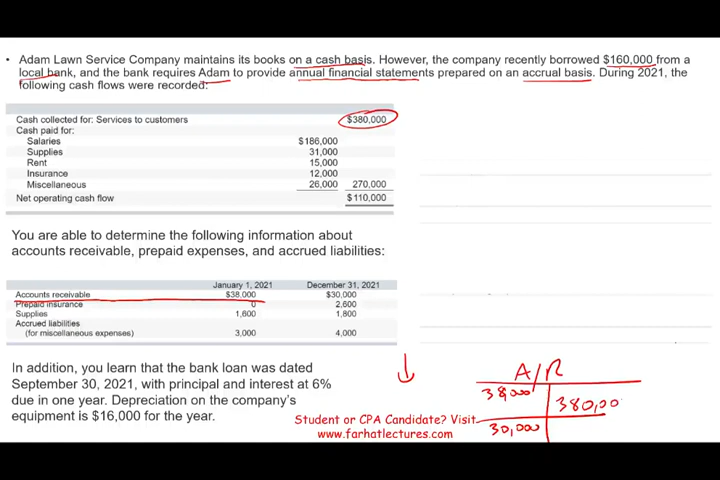 • Adam Lawn Service Company maintains its books on a cash basis. However, the company recently borrowed $160,000 from a
local bank, and the bank requires Adam to provide annual financial statements prepared on an accrual basis. During 2021, the
following cash flows were recorded:
Cash collected for: Services to customers $380,000
Cash paid for:
Salaries $186,000
Supplies 31,000
Rent 15,000
Insurance 12,000
Miscellaneous 26,000 270,000
Net operating cash flow $110,000
You are able to determine the following information about
accounts receivable, prepaid expenses, and accrued liabilities:
January 1, 2021 December 31, 2021
Accounts receivable $38,000 $30,000
Prepaid insurance 0 2,600
Supplies 1,600 1,800
Accrued liabilities
(for miscellaneous expenses) 3,000 4,000
In addition, you learn that the bank loan was dated
September 30, 2021, with principal and interest at 6%
due in one year. Depreciation on the company's
equipment is $16,000 for the year.
Student or CPA Candidate? Visit
www.farhatlectures.com
A/R
38,000
380,00
30,000